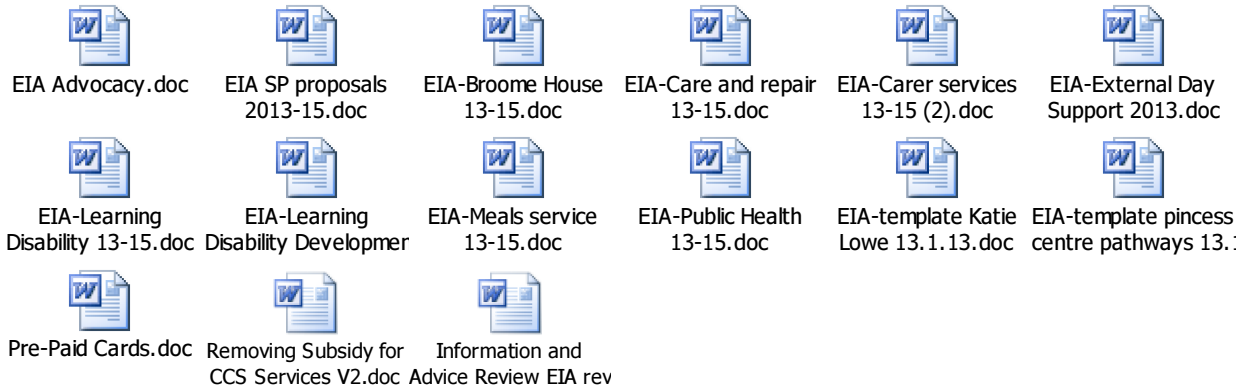 EIA Advocacy.doc
EIA SP proposals
2013-15.doc
EIA-Broome House
13-15.doc
EIA-Care and repair
13-15.doc
EIA-Carer services
13-15 (2).doc
EIA-External Day
Support 2013.doc
EIA-Learning
Disability 13-15.doc
EIA-Learning
Disability Developmen
EIA-Meals service
13-15.doc
EIA-Public Health
13-15.doc
EIA-template Katie
Lowe 13.1.13.doc
EIA-template pincess
centre pathways 13.1
Pre-Paid Cards.doc
Removing Subsidy for
CCS Services V2.doc
Information and
Advice Review EIA rev